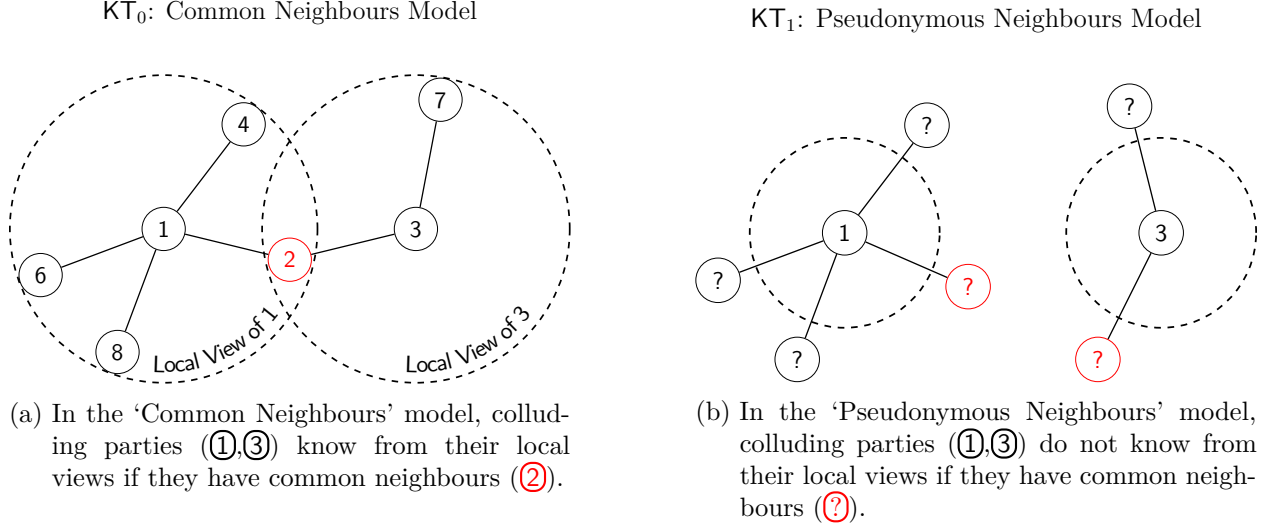 KT₀: Common Neighbours Model
4
7
1
3
2
6
8
Local View of 1
Local View of 3
(a) In the ‘Common Neighbours’ model, collud-
ing parties (①,③) know from their local
views if they have common neighbours (②).
KT₁: Pseudonymous Neighbours Model
?
?
1
3
?
?
?
?
(b) In the ‘Pseudonymous Neighbours’ model,
colluding parties (①,③) do not know from
their local views if they have common neigh-
bours (?).